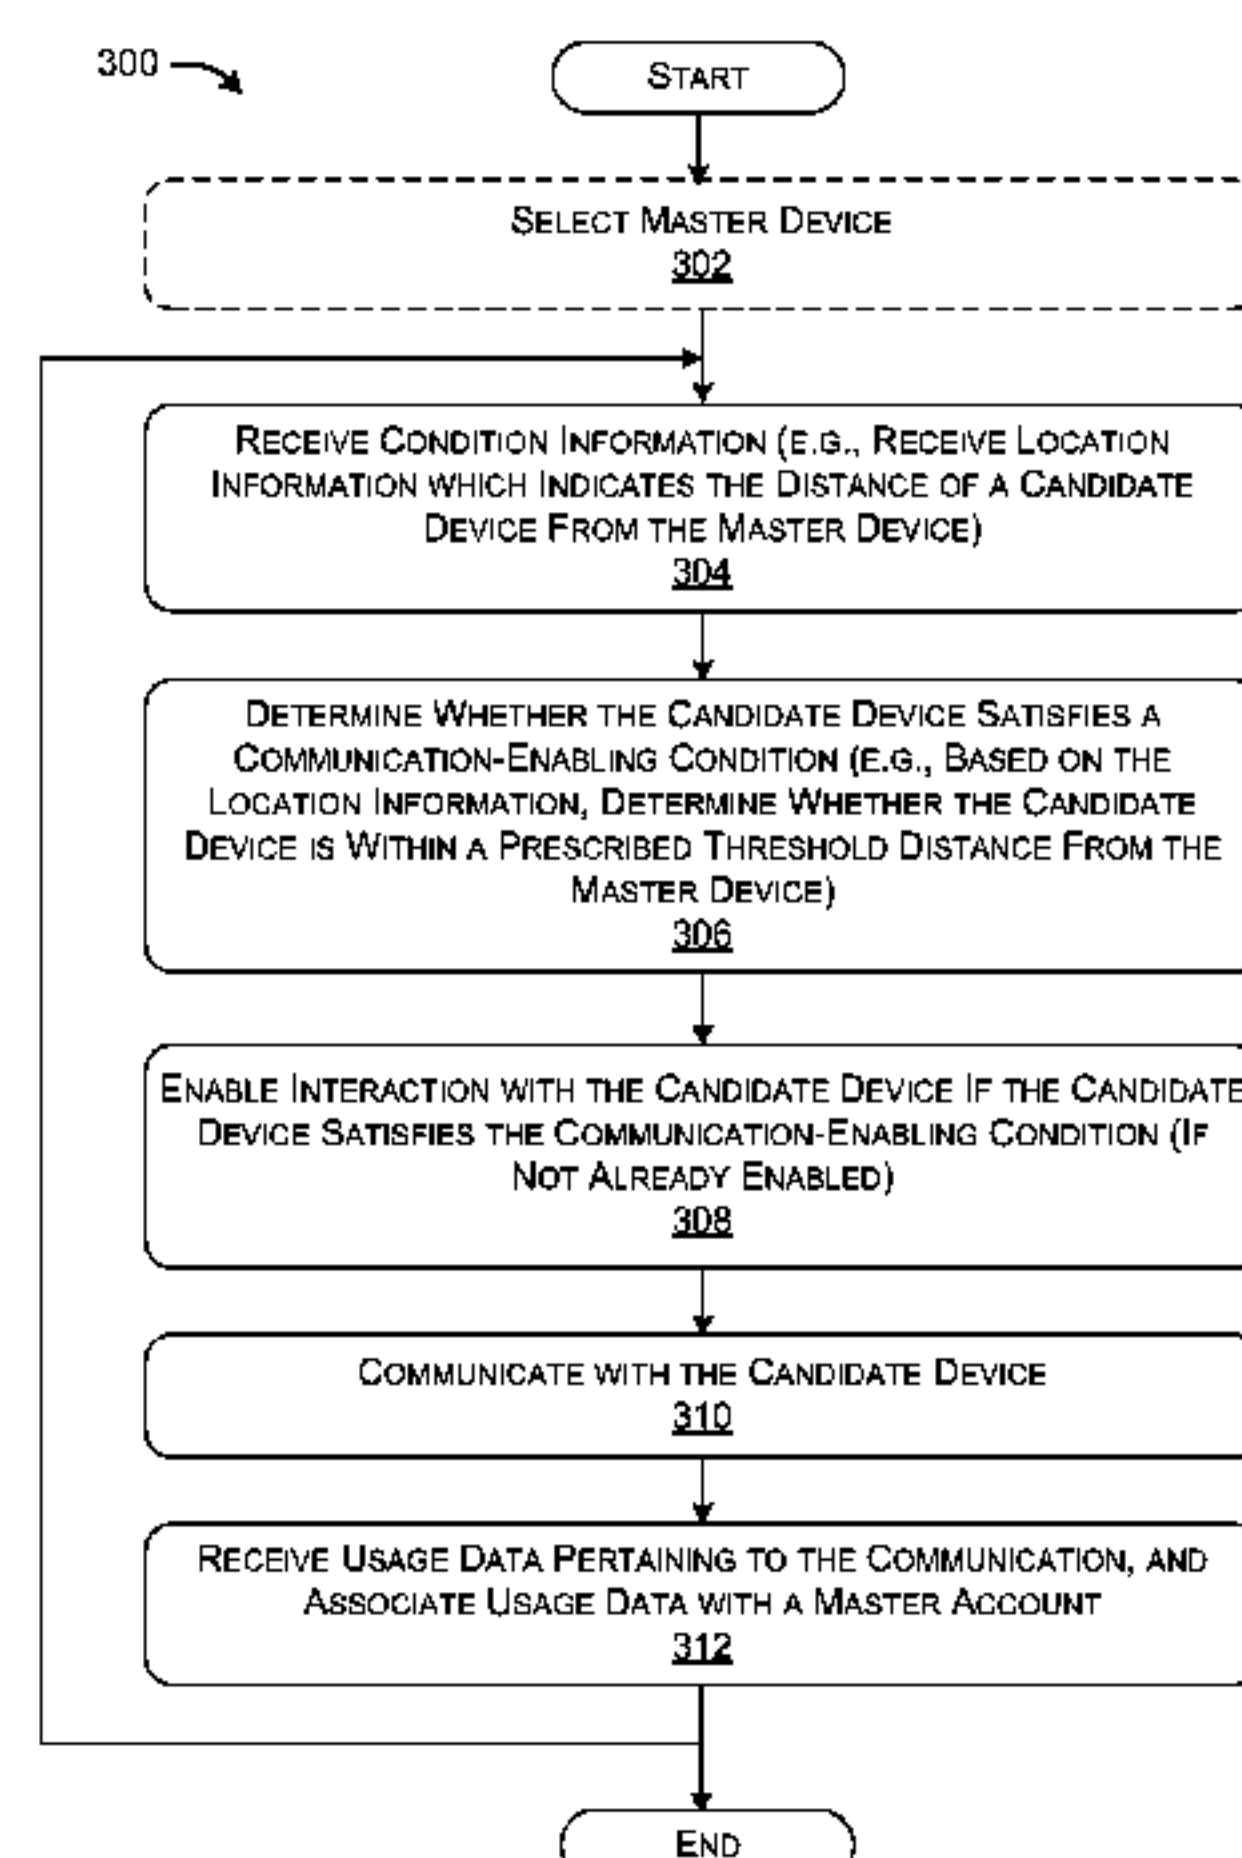 300
START
SELECT MASTER DEVICE
302
RECEIVE CONDITION INFORMATION (E.G., RECEIVE LOCATION
INFORMATION WHICH INDICATES THE DISTANCE OF A CANDIDATE
DEVICE FROM THE MASTER DEVICE)
304
DETERMINE WHETHER THE CANDIDATE DEVICE SATISFIES A
COMMUNICATION-ENABLING CONDITION (E.G., BASED ON THE
LOCATION INFORMATION, DETERMINE WHETHER THE CANDIDATE
DEVICE IS WITHIN A PRESCRIBED THRESHOLD DISTANCE FROM THE
MASTER DEVICE)
306
ENABLE INTERACTION WITH THE CANDIDATE DEVICE IF THE CANDIDATE
DEVICE SATISFIES THE COMMUNICATION-ENABLING CONDITION (IF
NOT ALREADY ENABLED)
308
COMMUNICATE WITH THE CANDIDATE DEVICE
310
RECEIVE USAGE DATA PERTAINING TO THE COMMUNICATION, AND
ASSOCIATE USAGE DATA WITH A MASTER ACCOUNT
312
END